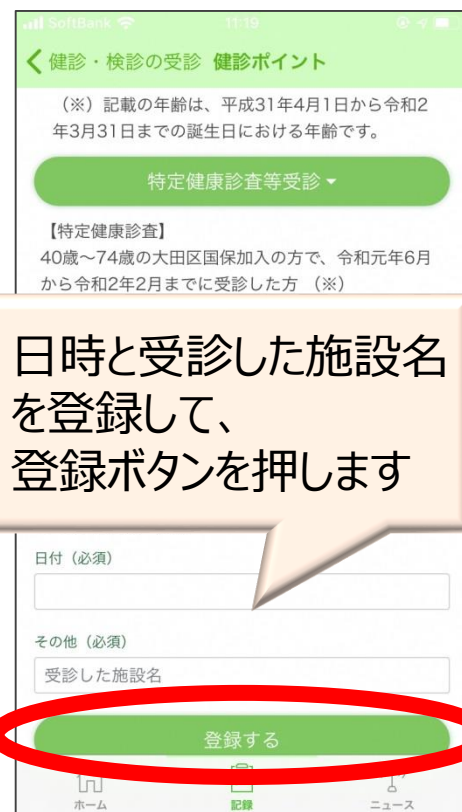 SoftBank 11:19
健診・検診の受診 健診ポイント
（※）記載の年齢は、平成31年4月1日から令和2
年3月31日までの誕生日における年齢です。
特定健康診査等受診
【特定健康診査】
40歳～74歳の大田区国保加入の方で、令和元年6月
から令和2年2月までに受診した方 （※）
日時と受診した施設名
を登録して、
登録ボタンを押します
日付（必須）
その他（必須）
受診した施設名
登録する
ホーム 記録 ニュース